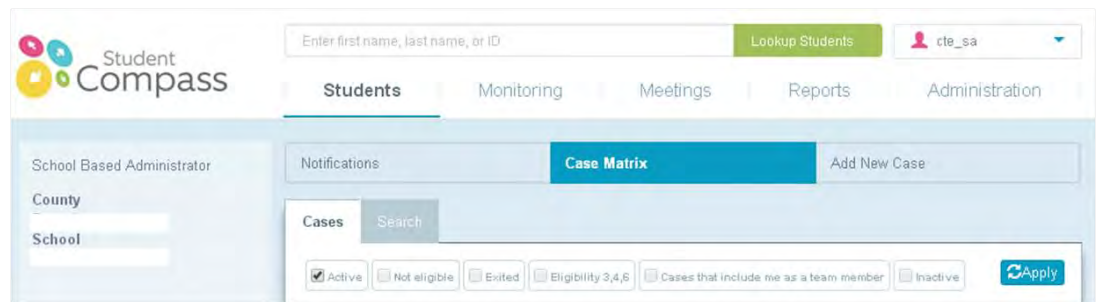 Student
Compass
Enter first name, last name, or ID
Lookup Students
cte_sa
Students
Monitoring
Meetings
Reports
Administration
School Based Administrator
County
School
Notifications
Case Matrix
Add New Case
Cases
Search
Active
Not eligible
Exited
Eligibility 3,4,6
Cases that include me as a team member
Inactive
Apply